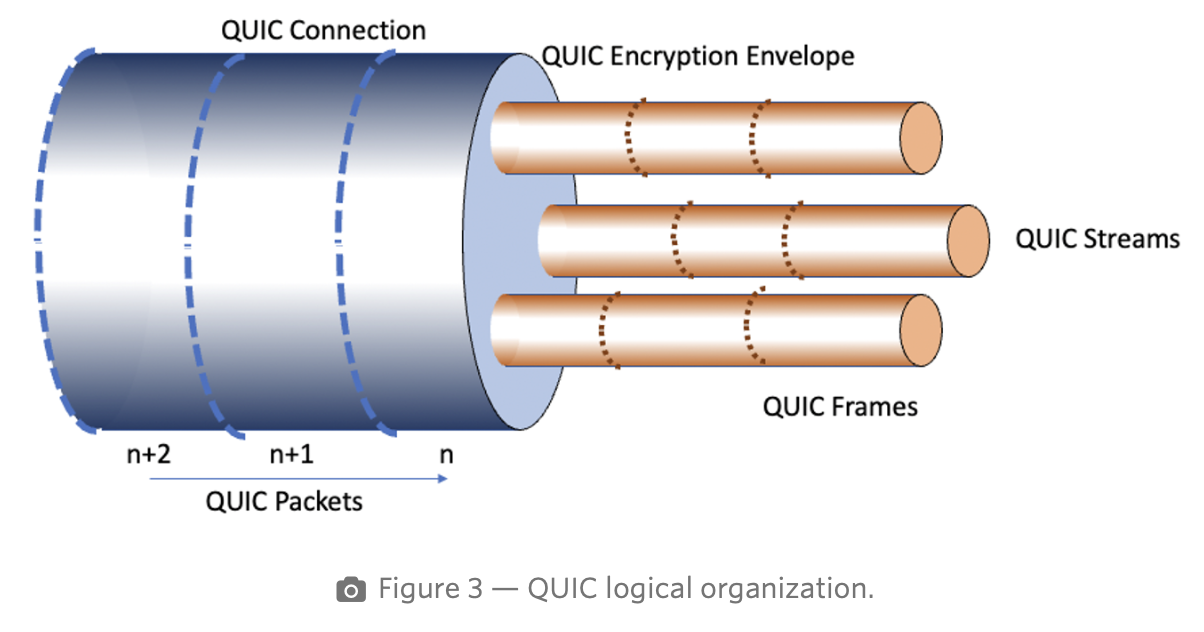 QUIC Connection
QUIC Encryption Envelope
QUIC Streams
QUIC Frames
n+2 n+1 n
QUIC Packets
Figure 3 — QUIC logical organization.